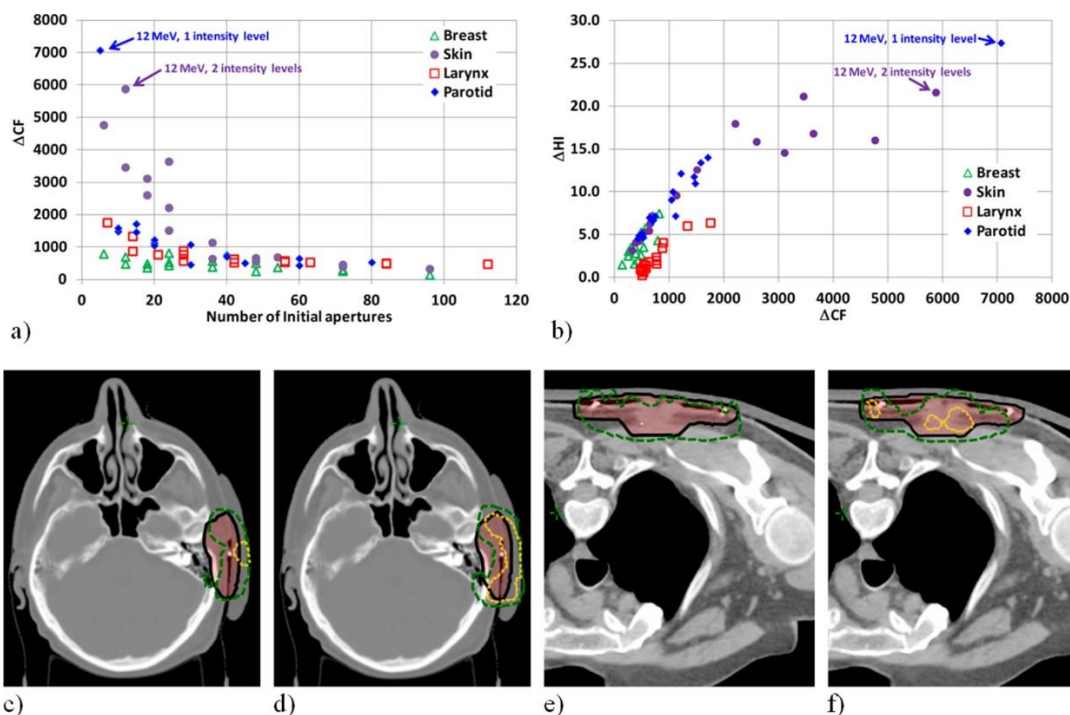 8000
7000
6000
5000
4000
3000
2000
1000
0
ΔCF
12 MeV, 1 intensity level
12 MeV, 2 intensity levels
Breast
Skin
Larynx
Parotid
0 20 40 60 80 100 120
Number of Initial apertures
a)
30.0
25.0
20.0
15.0
10.0
5.0
0.0
ΔHI
12 MeV, 1 intensity level
12 MeV, 2 intensity levels
Breast
Skin
Larynx
Parotid
0 1000 2000 3000 4000 5000 6000 7000 8000
ΔCF
b)
c) d) e) f)